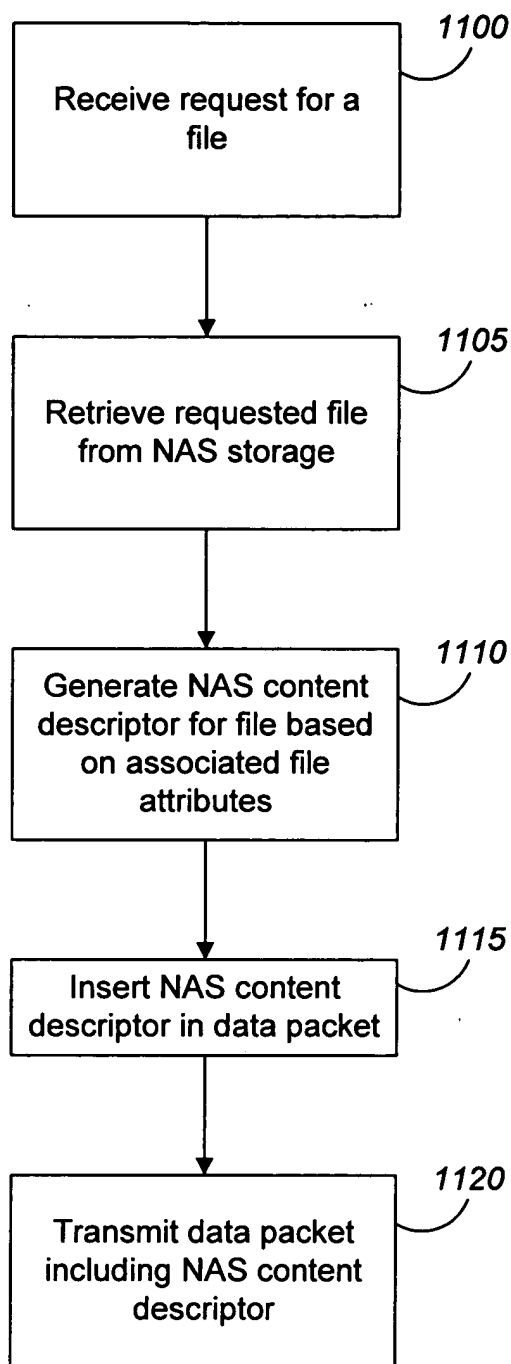 1100
Receive request for a
file
1105
Retrieve requested file
from NAS storage
1110
Generate NAS content
descriptor for file based
on associated file
attributes
1115
Insert NAS content
descriptor in data packet
1120
Transmit data packet
including NAS content
descriptor